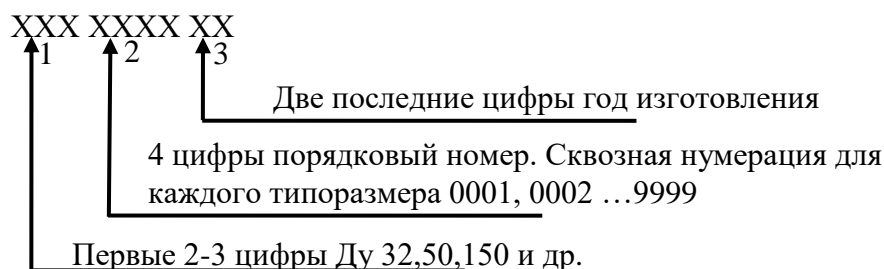 XXX XXXX XX
1 2 3
Две последние цифры год изготовления
4 цифры порядковый номер. Сквозная нумерация для
каждого типоразмера 0001, 0002 …9999
Первые 2-3 цифры Ду 32,50,150 и др.